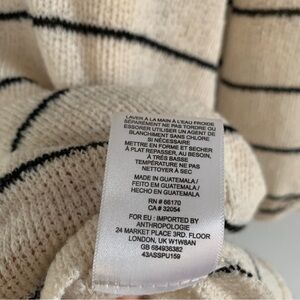 LAVER À LA MAIN À L'EAU FROIDE
SÉPAREMENT NE PAS TORDRE OU
ESSORER UTILISER UN AGENT DE
BLANCHIMENT SANS CHLORE
SI NÉCESSAIRE
METTRE EN FORME ET SECHER
À PLAT REPASSER, AU BESOIN,
À TRÈS BASSE
TEMPÉRATURE NE PAS
NETTOYER À SEC
MADE IN GUATEMALA/
FEITO EM GUATEMALA/
HECHO EN GUATEMALA
RN # 66170
CA # 32054
FOR EU : IMPORTED BY
ANTHROPOLOGIE
24 MARKET PLACE 3RD. FLOOR
LONDON, UK W1W8AN
GB 684936382
43ASSPU159